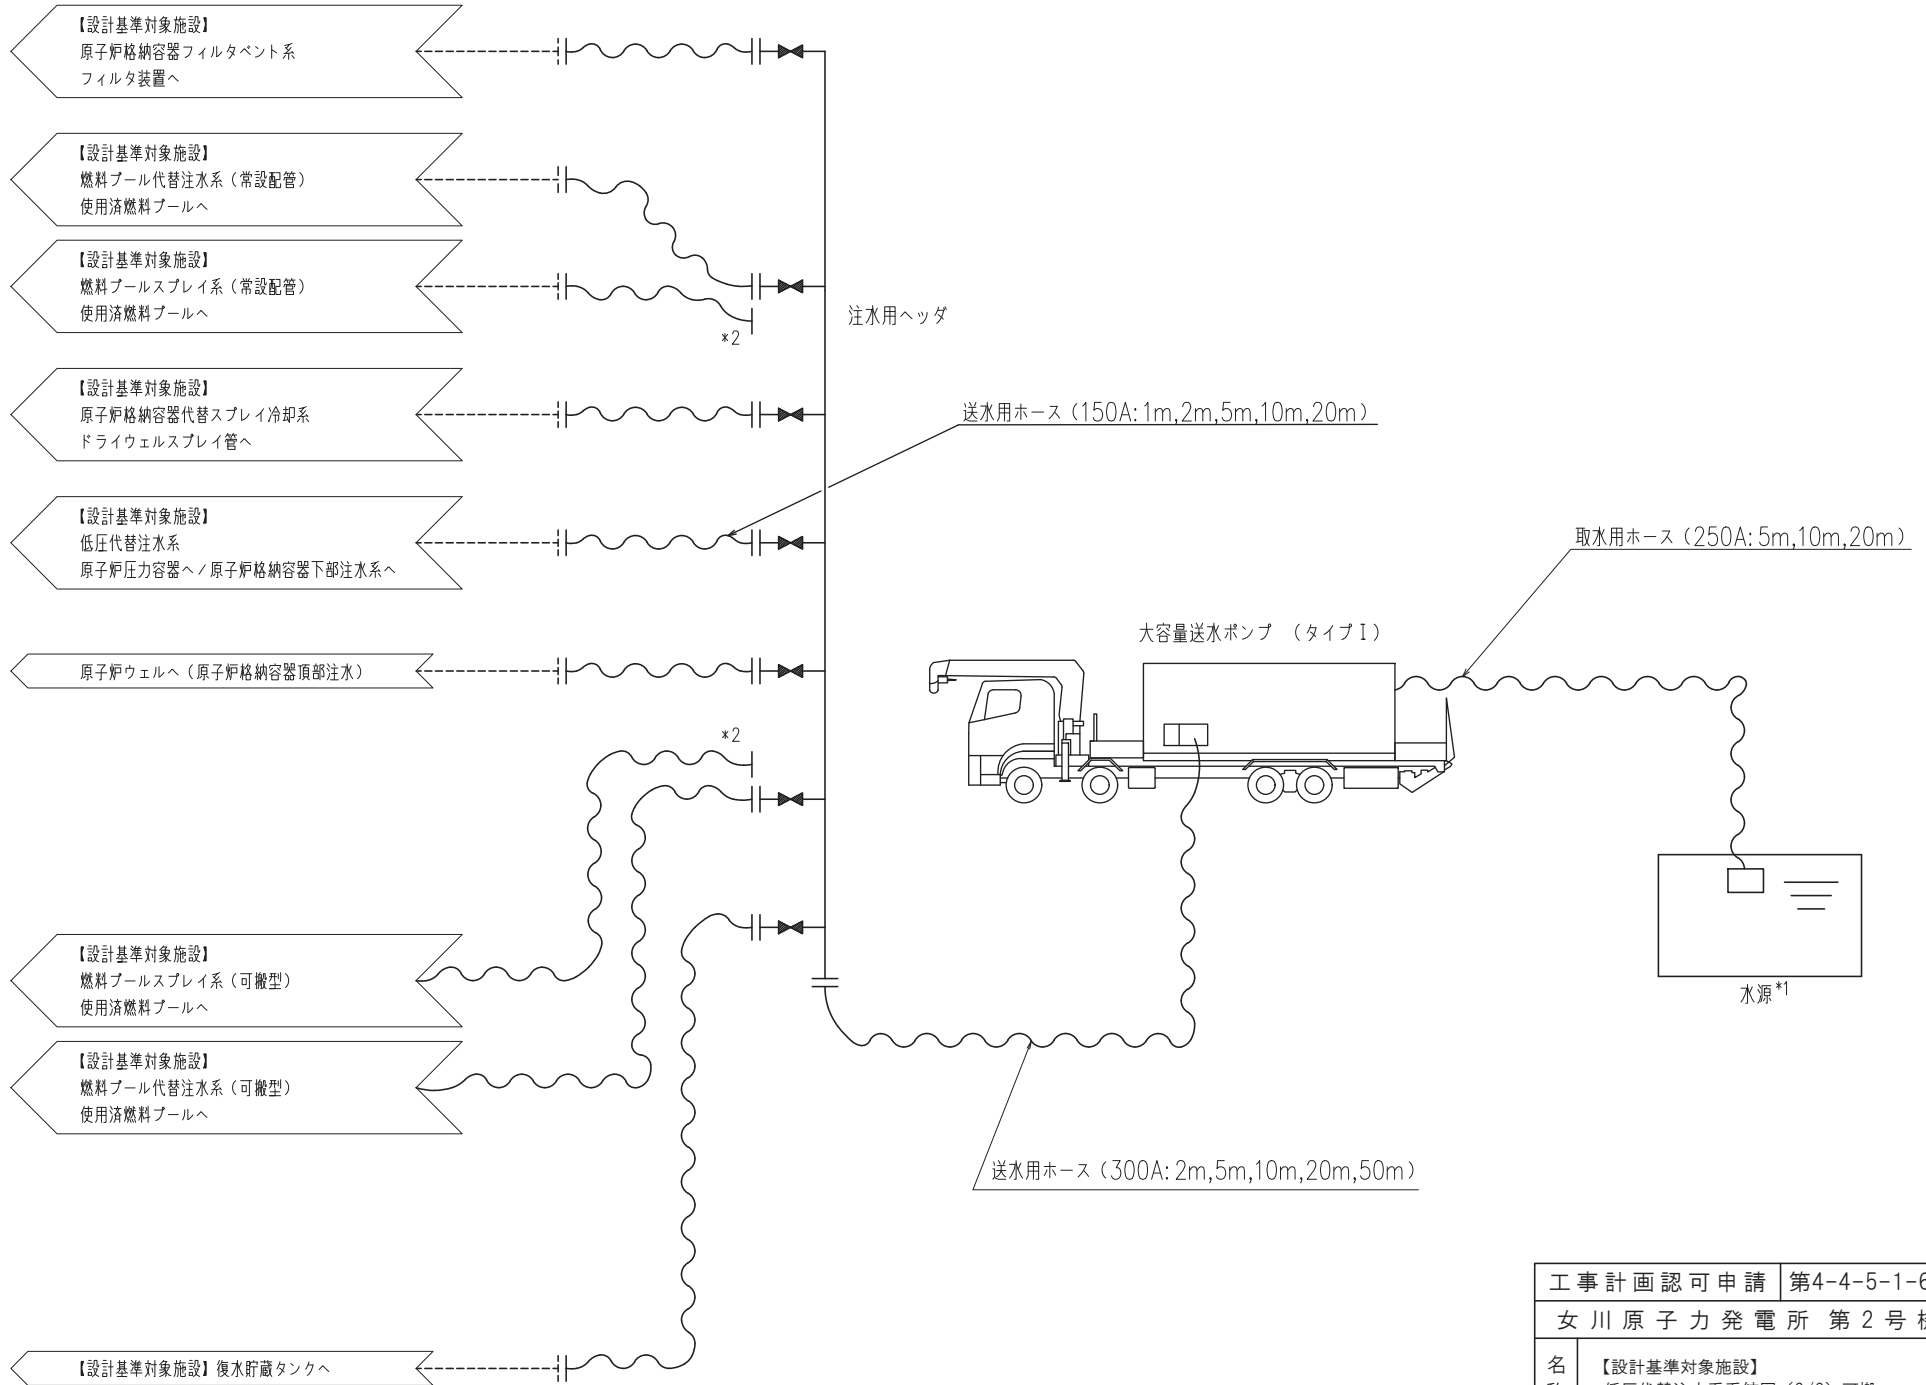 【設計基準対象施設】
原子炉格納容器フィルタベント系
フィルタ装置へ
【設計基準対象施設】
燃料プール代替注水系（常設配管）
使用済燃料プールへ
【設計基準対象施設】
燃料プールスプレイ系（常設配管）
使用済燃料プールへ
*2
注水用ヘッダ
【設計基準対象施設】
原子炉格納容器代替スプレイ冷却系
ドライウェルスプレイ管へ
送水用ホース（150A：1m,2m,5m,10m,20m）
【設計基準対象施設】
低圧代替注水系
原子炉圧力容器へ／原子炉格納容器下部注水系へ
取水用ホース（250A：5m,10m,20m）
大容量送水ポンプ （タイプⅠ）
原子炉ウェルへ（原子炉格納容器頂部注水）
*2
【設計基準対象施設】
燃料プールスプレイ系（可搬型）
使用済燃料プールへ
水源*1
【設計基準対象施設】
燃料プール代替注水系（可搬型）
使用済燃料プールへ
送水用ホース（300A：2m,5m,10m,20m,50m）
【設計基準対象施設】復水貯蔵タンクへ
工事計画認可申請 第4-4-5-1-6
女川原子力発電所 第2号
名
【設計基準対象施設】